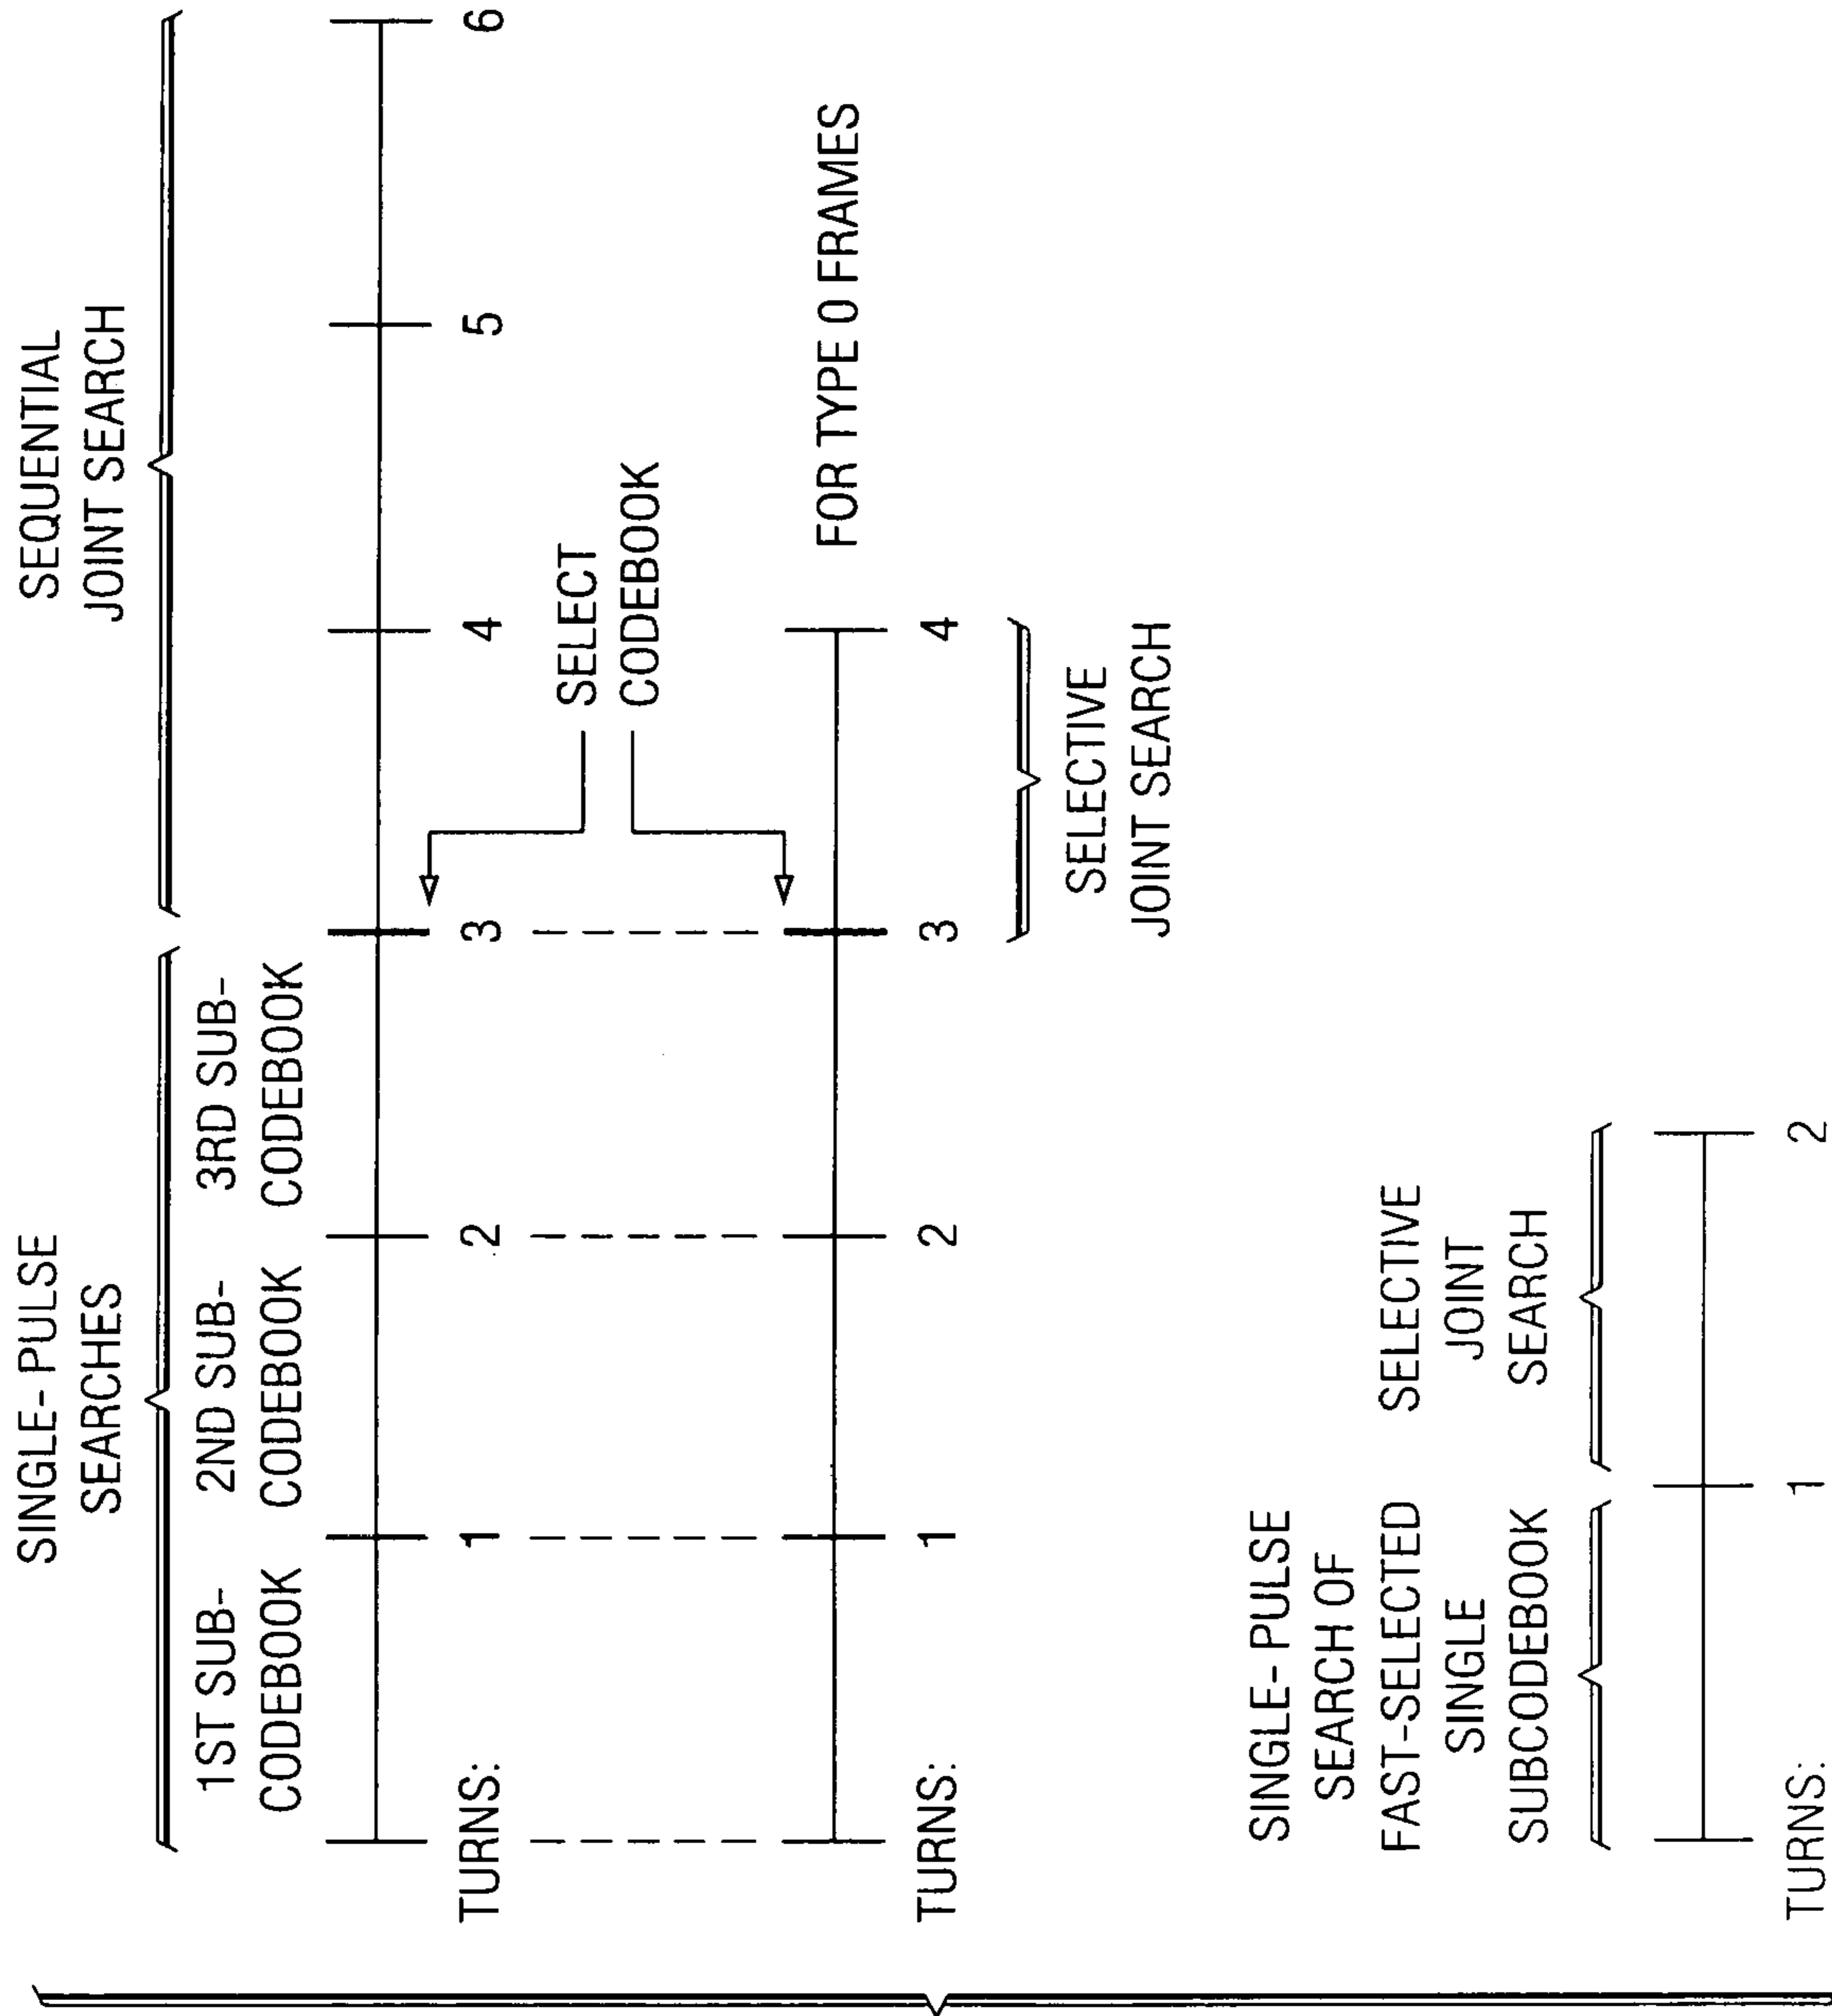 SINGLE-PULSE
SEARCHES
SEQUENTIAL
JOINT SEARCH
1ST SUB-
CODEBOOK
2ND SUB-
CODEBOOK
3RD SUB-
CODEBOOK
TURNS: 1 2 3 4 5 6
SELECT
CODEBOOK
FOR TYPE 0 FRAMES
TURNS: 1 2 3 4
SELECTIVE
JOINT SEARCH
SINGLE-PULSE
SEARCH OF
FAST-SELECTED
SINGLE
SUBCODEBOOK
SELECTIVE
JOINT
SEARCH
TURNS: 1 2